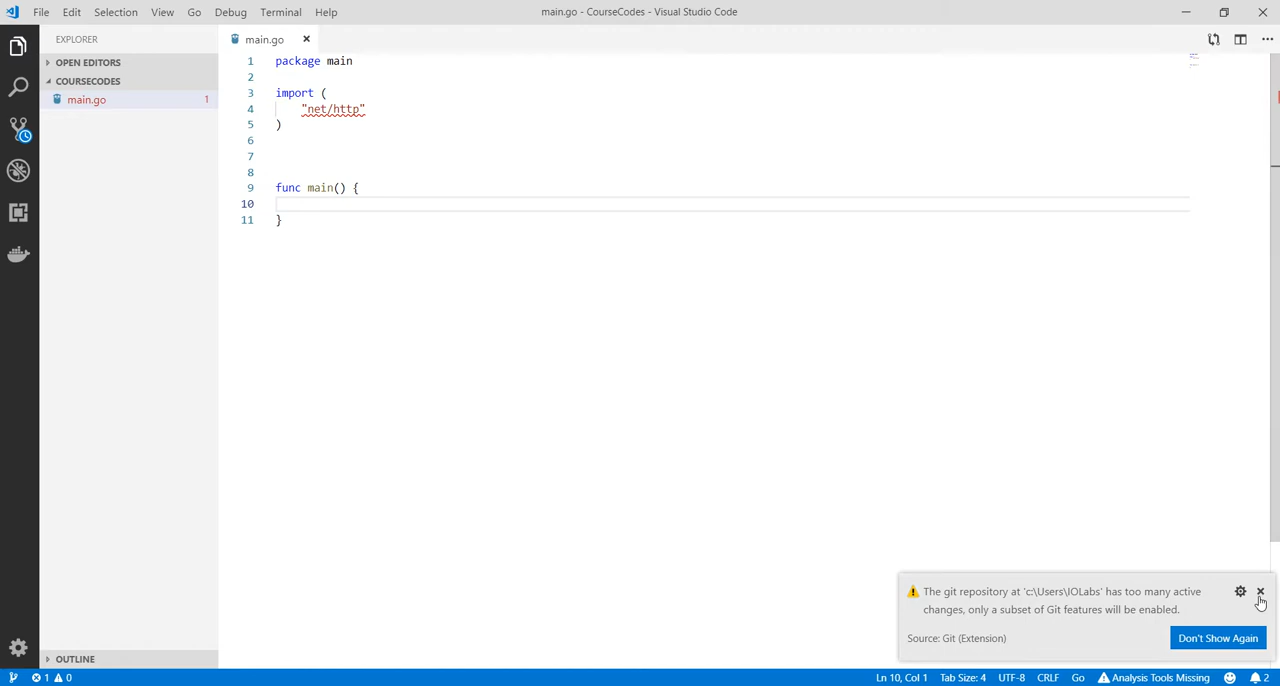 File Edit Selection View Go Debug Terminal Help
main.go - CourseCodes - Visual Studio Code
EXPLORER
OPEN EDITORS
COURSECODES
main.go 1
main.go
1 package main
2
3 import (
4 "net/http"
5 )
6
7
8
9 func main() {
10
11 }
The git repository at 'c:\Users\IOLabs' has too many active
changes, only a subset of Git features will be enabled.
Source: Git (Extension)
Don't Show Again
OUTLINE
1 0
Ln 10, Col 1 Tab Size: 4 UTF-8 CRLF Go Analysis Tools Missing 2